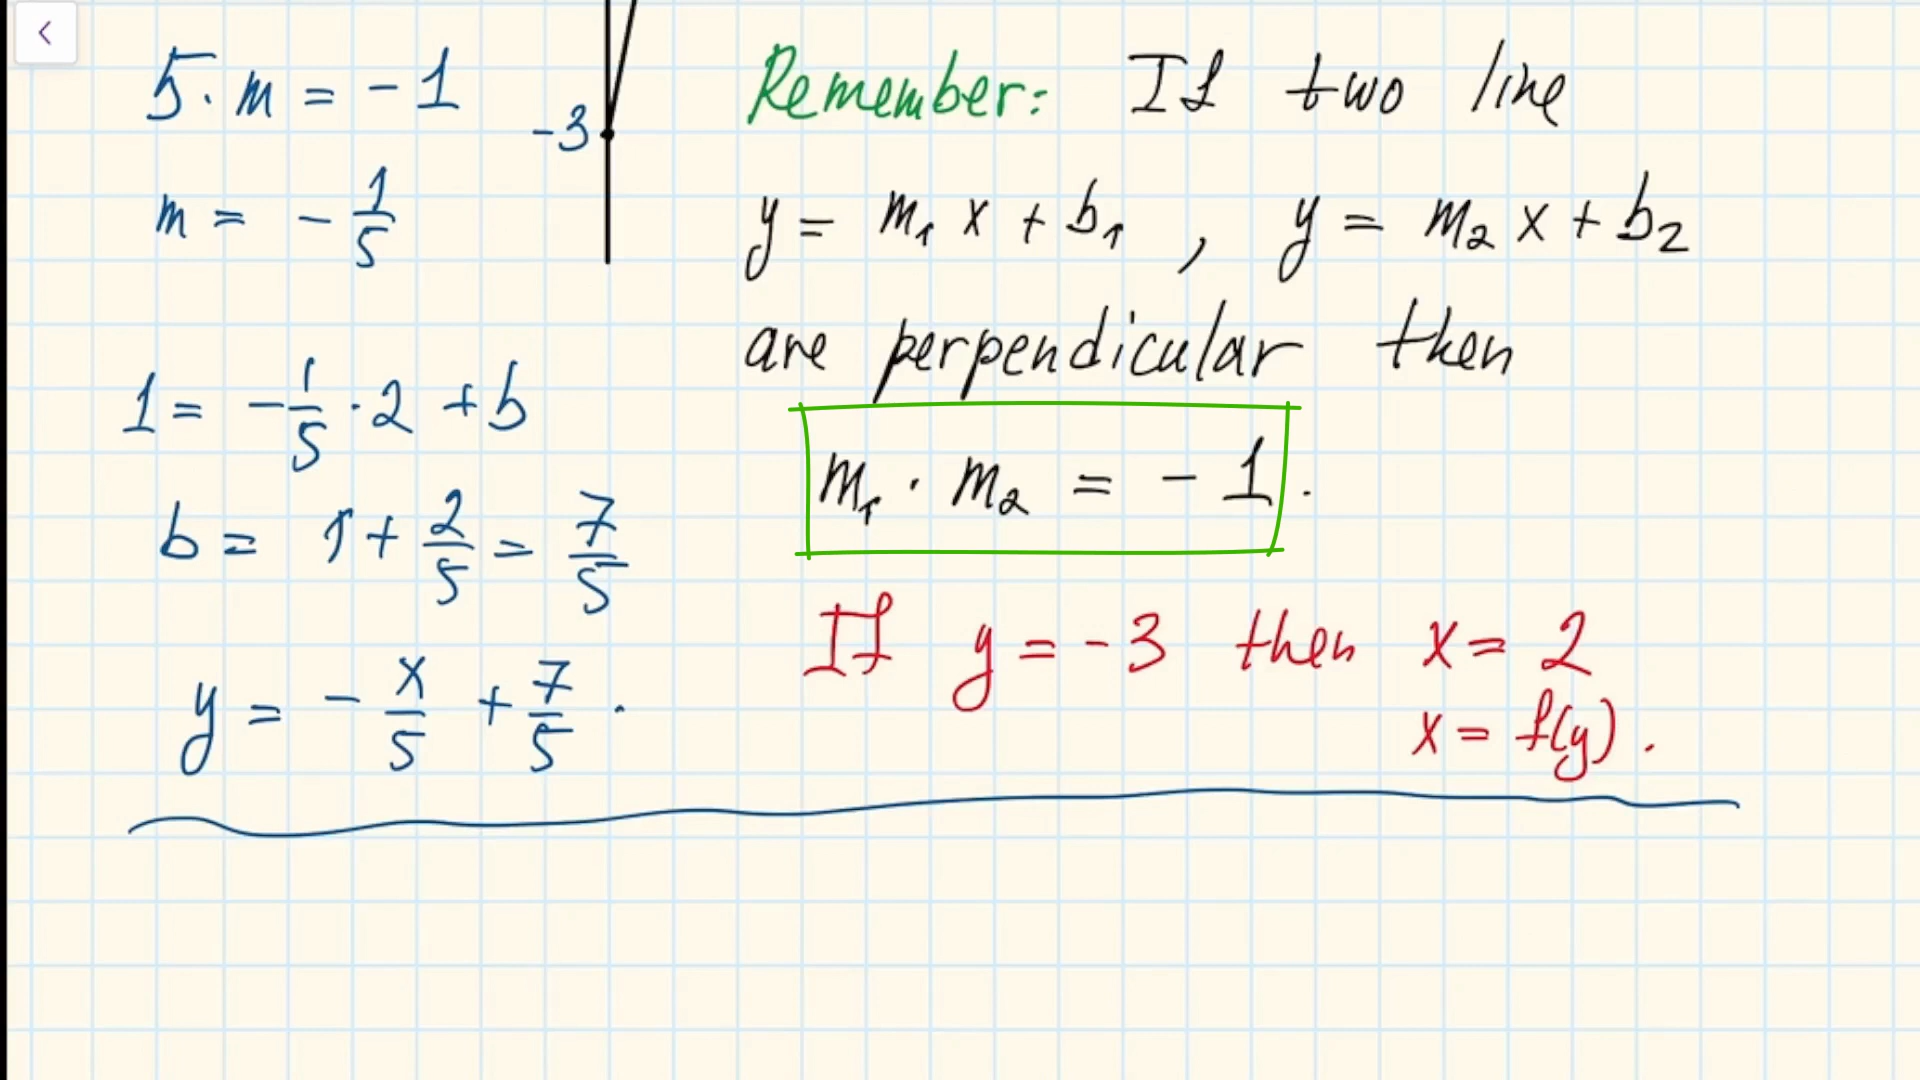 5 · m = - 1
-3
m = - 1/5
1 = - 1/5 · 2 + b
b = 1 + 2/5 = 7/5
y = - x/5 + 7/5 .
Remember: If two line
y = m₁ x + b₁ , y = m₂ x + b₂
are perpendicular then
m₁ · m₂ = - 1 .
If y = - 3 then x = 2
x = f(y) .